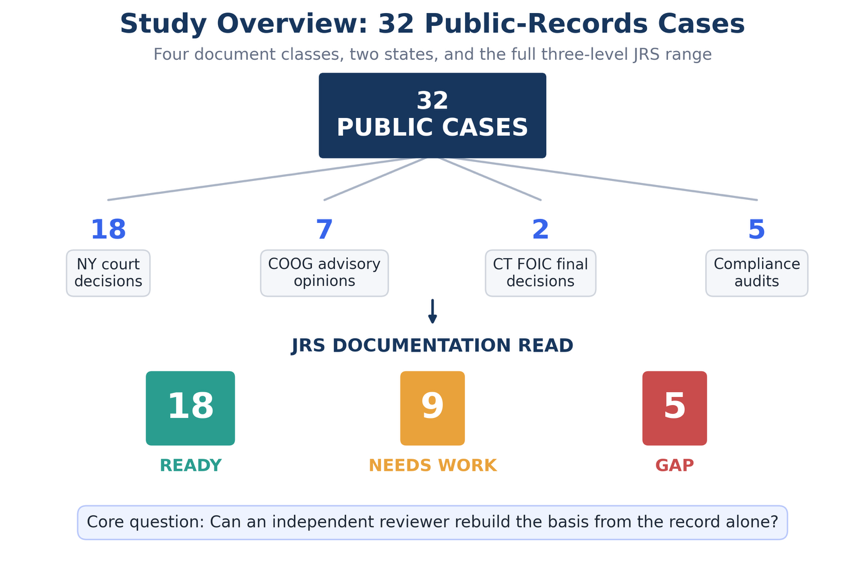 Study Overview: 32 Public-Records Cases
Four document classes, two states, and the full three-level JRS range
32
PUBLIC CASES
18
NY court
decisions
7
COOG advisory
opinions
2
CT FOIC final
decisions
5
Compliance
audits
JRS DOCUMENTATION READ
18
READY
9
NEEDS WORK
5
GAP
Core question: Can an independent reviewer rebuild the basis from the record alone?